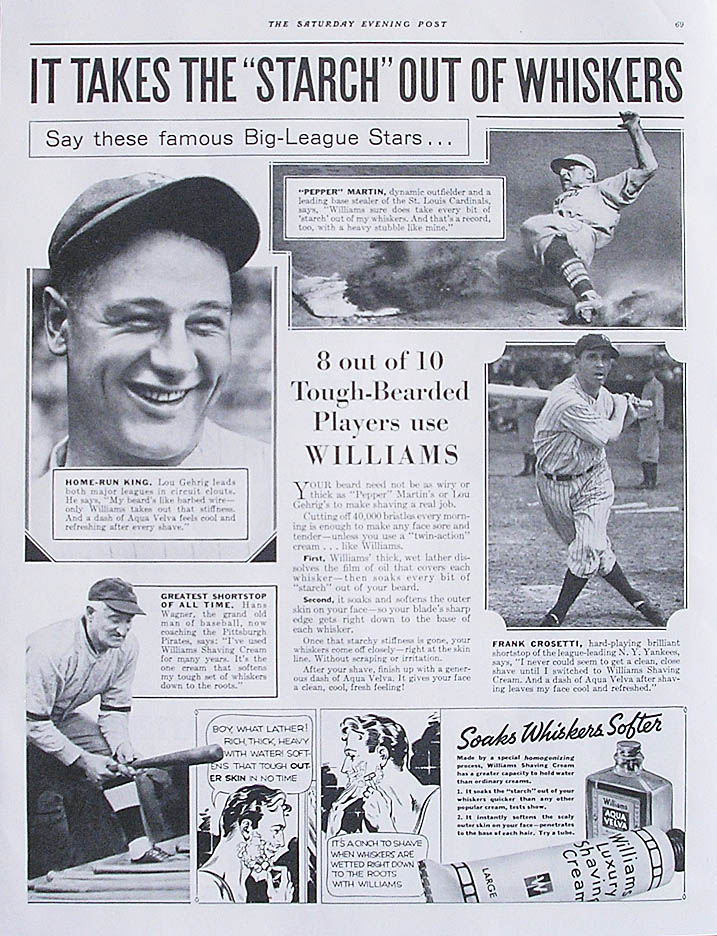 THE SATURDAY EVENING POST
69
IT TAKES THE "STARCH" OUT OF WHISKERS
Say these famous Big-League Stars...
"PEPPER" MARTIN, dynamic outfielder and a
leading base stealer of the St. Louis Cardinals,
says, "Williams sure does take every bit of
'starch' out of my whiskers. And that's a record,
too, with a heavy stubble like mine."
HOME-RUN KING. Lou Gehrig leads
both major leagues in circuit clouts.
He says, "My beard's like barbed wire—
only Williams takes out that stiffness.
And a dash of Aqua Velva feels cool and
refreshing after every shave."
8 out of 10
Tough-Bearded
Players use
WILLIAMS
YOUR beard need not be as wiry or
thick as "Pepper" Martin's or Lou
Gehrig's to make shaving a real job.
Cutting off 40,000 bristles every morn-
ing is enough to make any face sore and
tender—unless you use a "twin-action"
cream . . . like Williams.
First, Williams' thick, wet lather dis-
solves the film of oil that covers each
whisker—then soaks every bit of
"starch" out of your beard.
Second, it soaks and softens the outer
skin on your face—so your blade's sharp
edge gets right down to the base of
each whisker.
Once that starchy stiffness is gone, your
whiskers come off closely—right at the skin
line. Without scraping or irritation.
After your shave, finish up with a gener-
ous dash of Aqua Velva. It gives your face
a clean, cool, fresh feeling!
FRANK CROSETTI, hard-playing brilliant
shortstop of the league-leading N. Y. Yankees,
says, "I never could seem to get a clean, close
shave until I switched to Williams Shaving
Cream. And a dash of Aqua Velva after shav-
ing leaves my face cool and refreshed."
GREATEST SHORTSTOP
OF ALL TIME. Hans
Wagner, the grand old
man of baseball, now
coaching the Pittsburgh
Pirates, says: "I've used
Williams Shaving Cream
for many years. It's the
one cream that softens
my tough set of whiskers
down to the roots."
BOY, WHAT LATHER!
RICH, THICK, HEAVY
WITH WATER! SOFT-
ENS THAT TOUGH OUT-
ER SKIN IN NO TIME
IT'S A CINCH TO SHAVE
WHEN WHISKERS ARE
WETTED RIGHT DOWN
TO THE ROOTS
WITH WILLIAMS
Soaks Whiskers Softer
Made by a special homogenizing
process, Williams Shaving Cream
has a greater capacity to hold water
than ordinary creams.
1. It soaks the "starch" out of your
whiskers quicker than any other
popular cream, tests show.
2. It instantly softens the scaly
outer skin on your face—penetrates
to the base of each hair. Try a tube.
Williams
AQUA
VELVA
Williams
Luxury
Shaving
Cream
LARGE
W